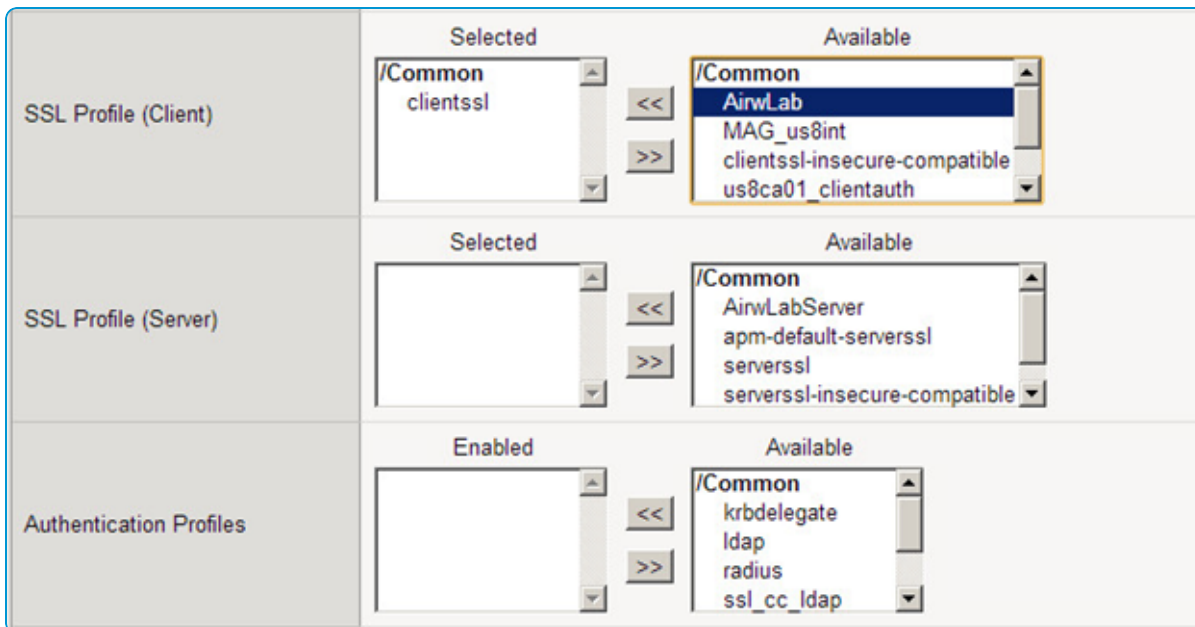 Selected Available
/Common /Common
clientssl << AirwLab
MAG_us8int
SSL Profile (Client) >> clientssl-insecure-compatible
us8ca01_clientauth
Selected Available
/Common
<< AirwLabServer
SSL Profile (Server) apm-default-serverssl
>> serverssl
serverssl-insecure-compatible
Enabled Available
/Common
<< krbdelegate
Authentication Profiles ldap
>> radius
ssl_cc_ldap